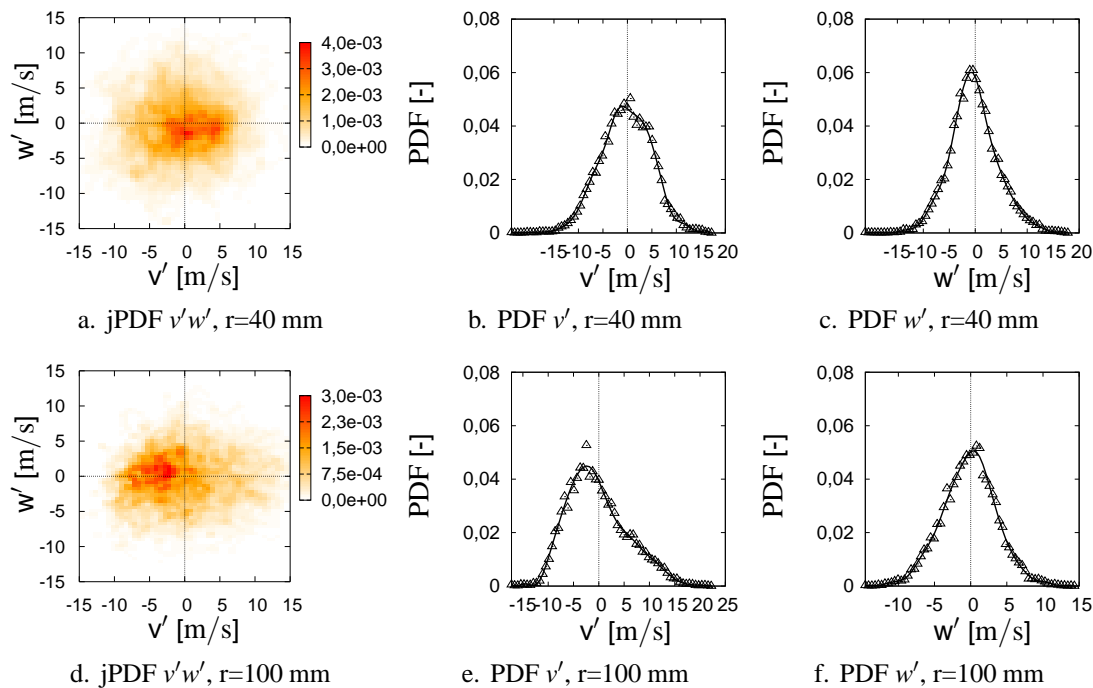 15
10
5
0
-5
-10
-15
-15 -10 -5 0 5 10 15
w′ [m/s]
v′ [m/s]
4,0e-03
3,0e-03
2,0e-03
1,0e-03
0,0e+00
a. jPDF v′w′, r=40 mm
0,08
0,06
0,04
0,02
0
-15 -10 -5 0 5 10 15 20
PDF [-]
v′ [m/s]
b. PDF v′, r=40 mm
0,08
0,06
0,04
0,02
0
-15 -10 -5 0 5 10 15 20
PDF [-]
w′ [m/s]
c. PDF w′, r=40 mm
15
10
5
0
-5
-10
-15
-15 -10 -5 0 5 10 15
w′ [m/s]
v′ [m/s]
3,0e-03
2,3e-03
1,5e-03
7,5e-04
0,0e+00
d. jPDF v′w′, r=100 mm
0,08
0,06
0,04
0,02
0
-15 -10 -5 0 5 10 15 20 25
PDF [-]
v′ [m/s]
e. PDF v′, r=100 mm
0,08
0,06
0,04
0,02
0
-10 -5 0 5 10 15
PDF [-]
w′ [m/s]
f. PDF w′, r=100 mm